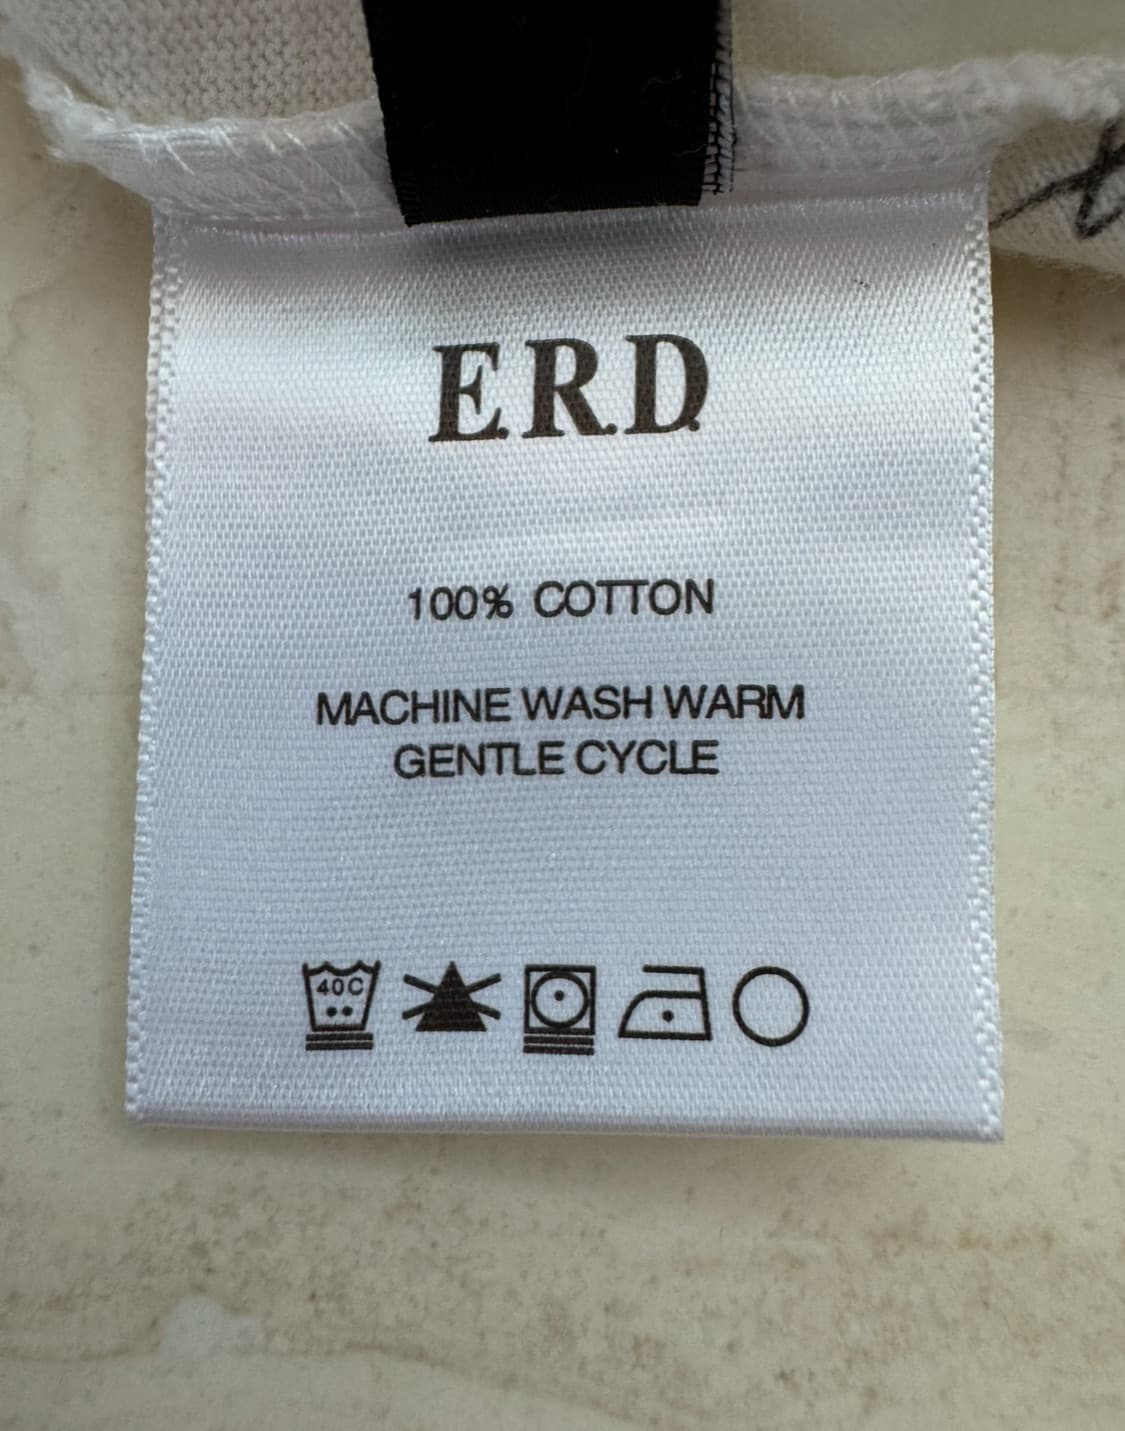 E.R.D.
100% COTTON
MACHINE WASH WARM
GENTLE CYCLE
40C